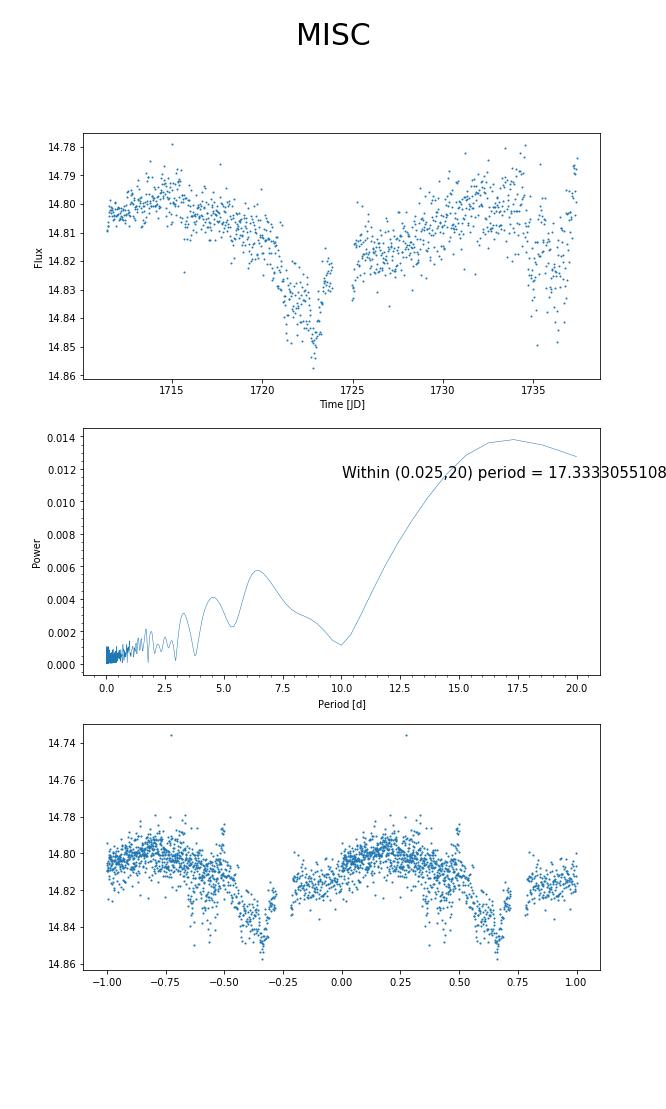 MISC
14.78
14.79
14.80
14.81
14.82
14.83
14.84
14.85
14.86
Flux
1715 1720 1725 1730 1735
Time [JD]
0.014
0.012
0.010
0.008
0.006
0.004
0.002
0.000
Power
Within (0.025,20) period = 17.3333055108
0.0 2.5 5.0 7.5 10.0 12.5 15.0 17.5 20.0
Period [d]
14.74
14.76
14.78
14.80
14.82
14.84
14.86
−1.00 −0.75 −0.50 −0.25 0.00 0.25 0.50 0.75 1.00